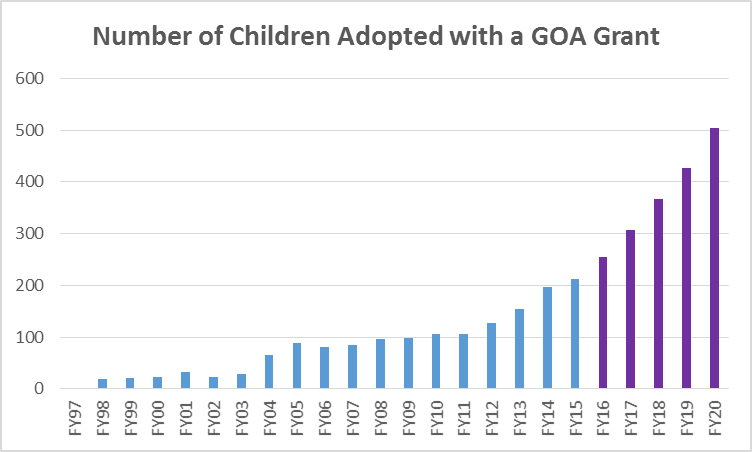 Number of Children Adopted with a GOA Grant
600
500
400
300
200
100
0
FY97
FY98
FY99
FY00
FY01
FY02
FY03
FY04
FY05
FY06
FY07
FY08
FY09
FY10
FY11
FY12
FY13
FY14
FY15
FY16
FY17
FY18
FY19
FY20